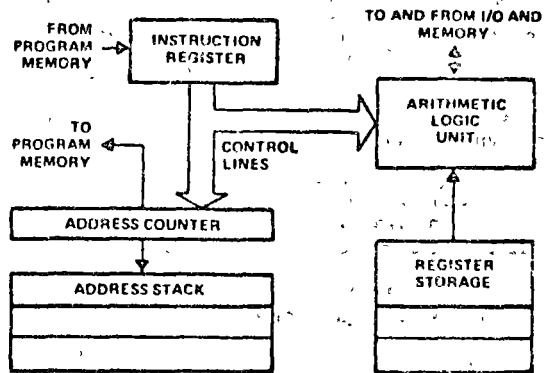 FROM
PROGRAM
MEMORY
INSTRUCTION
REGISTER
TO AND FROM I/O AND
MEMORY
ARITHMETIC
LOGIC
UNIT
TO
PROGRAM
MEMORY
CONTROL
LINES
ADDRESS COUNTER
ADDRESS STACK
REGISTER
STORAGE